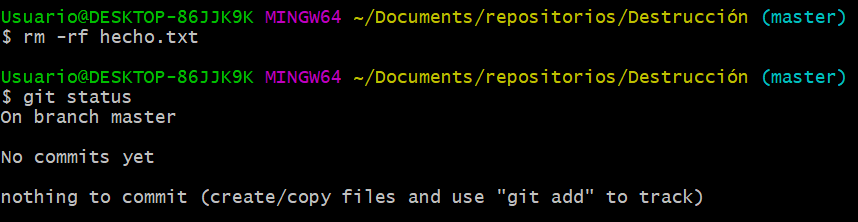 Usuario@DESKTOP-86JJK9K MINGW64 ~/Documents/repositorios/Destrucción (master)
$ rm -rf hecho.txt
Usuario@DESKTOP-86JJK9K MINGW64 ~/Documents/repositorios/Destrucción (master)
$ git status
On branch master
No commits yet
nothing to commit (create/copy files and use "git add" to track)